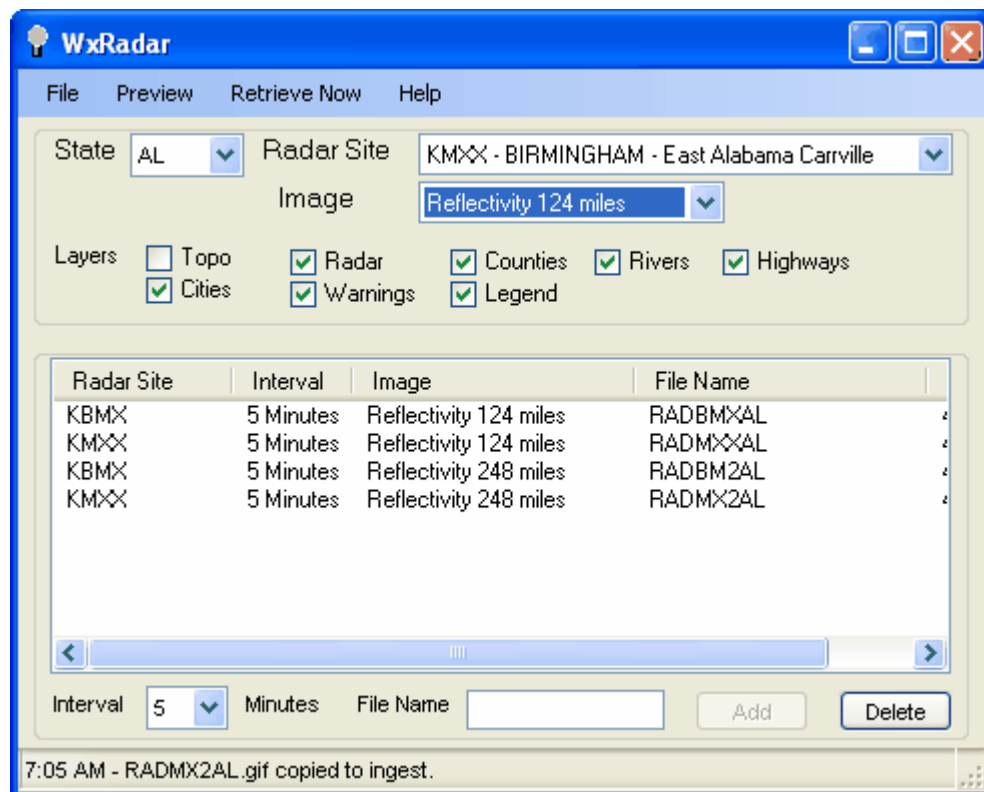 WxRadar
File Preview Retrieve Now Help
State AL Radar Site KMXX - BIRMINGHAM - East Alabama Carrville
Image Reflectivity 124 miles
Layers Topo Radar Counties Rivers Highways
Cities Warnings Legend
Radar Site Interval Image File Name
KBMX 5 Minutes Reflectivity 124 miles RADBMXAL
KMXX 5 Minutes Reflectivity 124 miles RADMXXAL
KBMX 5 Minutes Reflectivity 248 miles RADBM2AL
KMXX 5 Minutes Reflectivity 248 miles RADMX2AL
Interval 5 Minutes File Name Add Delete
7:05 AM - RADMX2AL.gif copied to ingest.